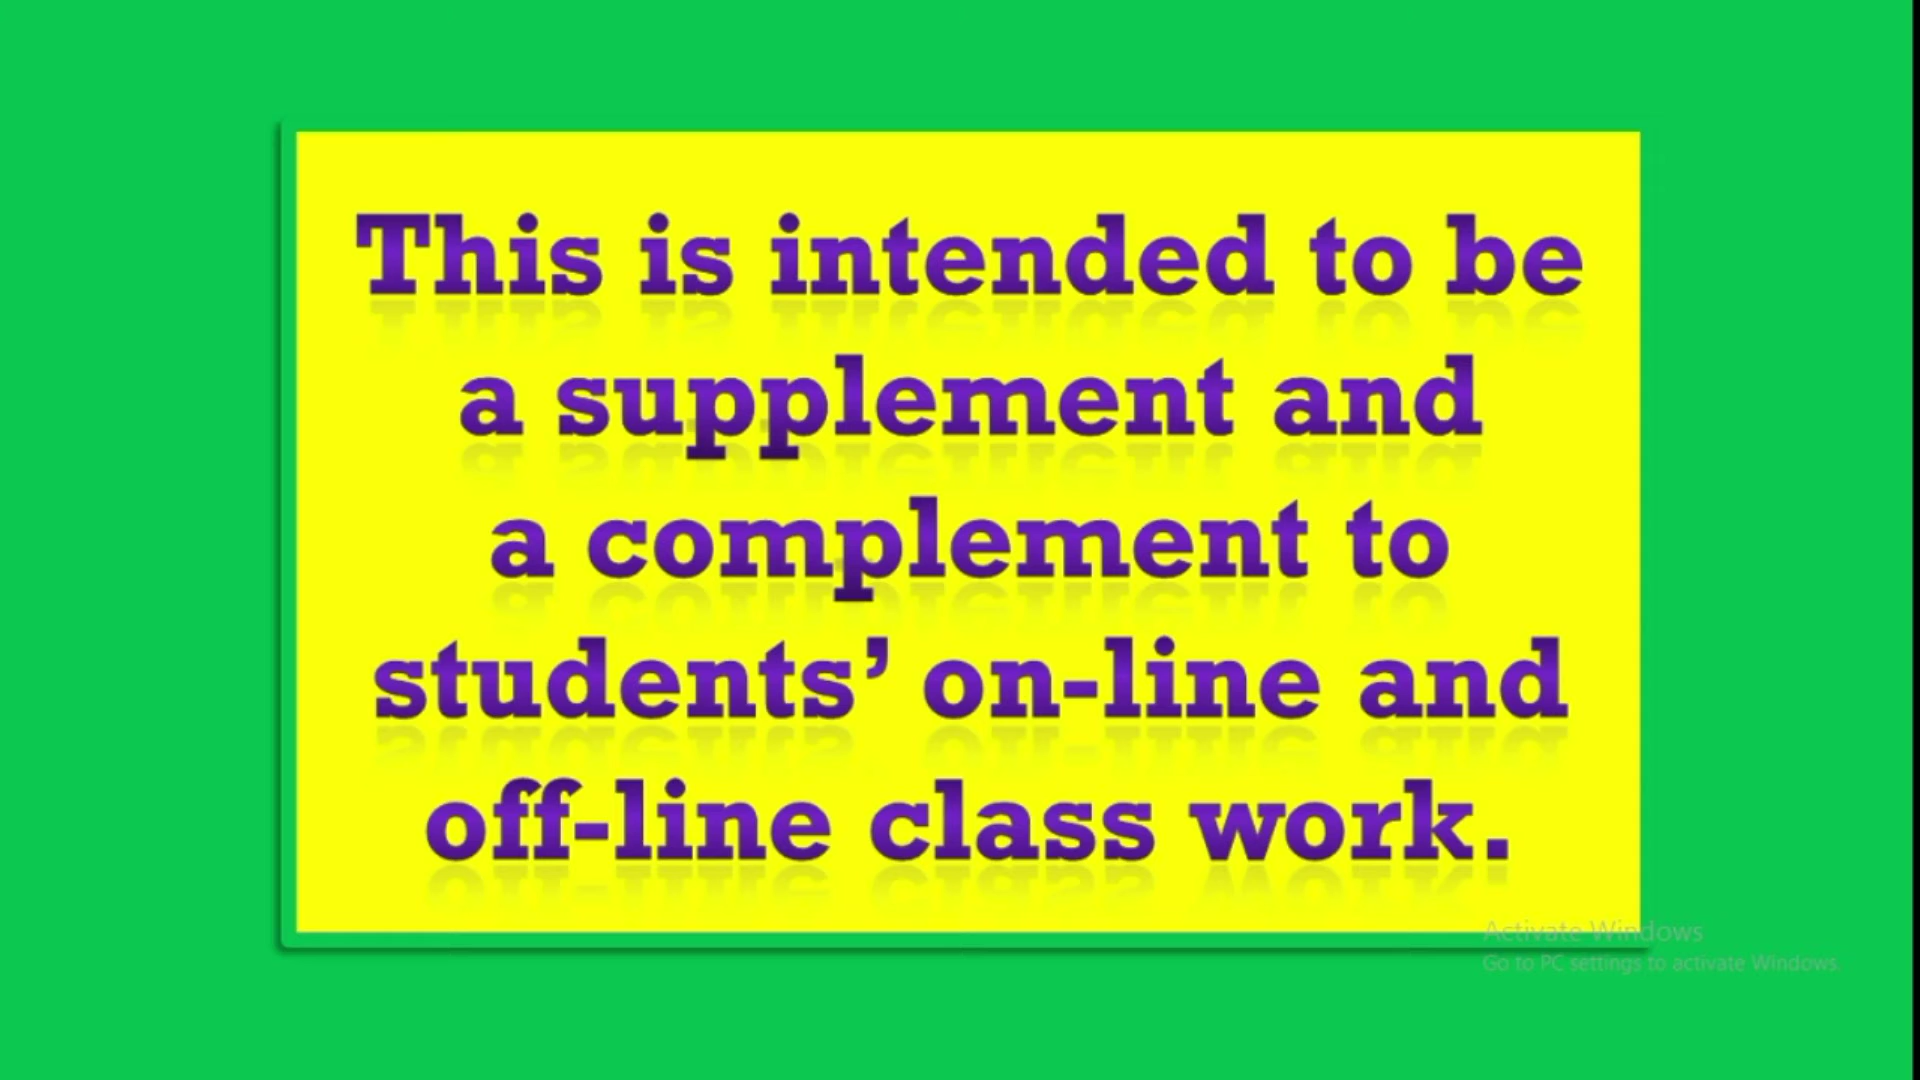 This is intended to be
a supplement and
a complement to
students’ on-line and
off-line class work.
Activate Windows
Go to PC settings to activate Windows.